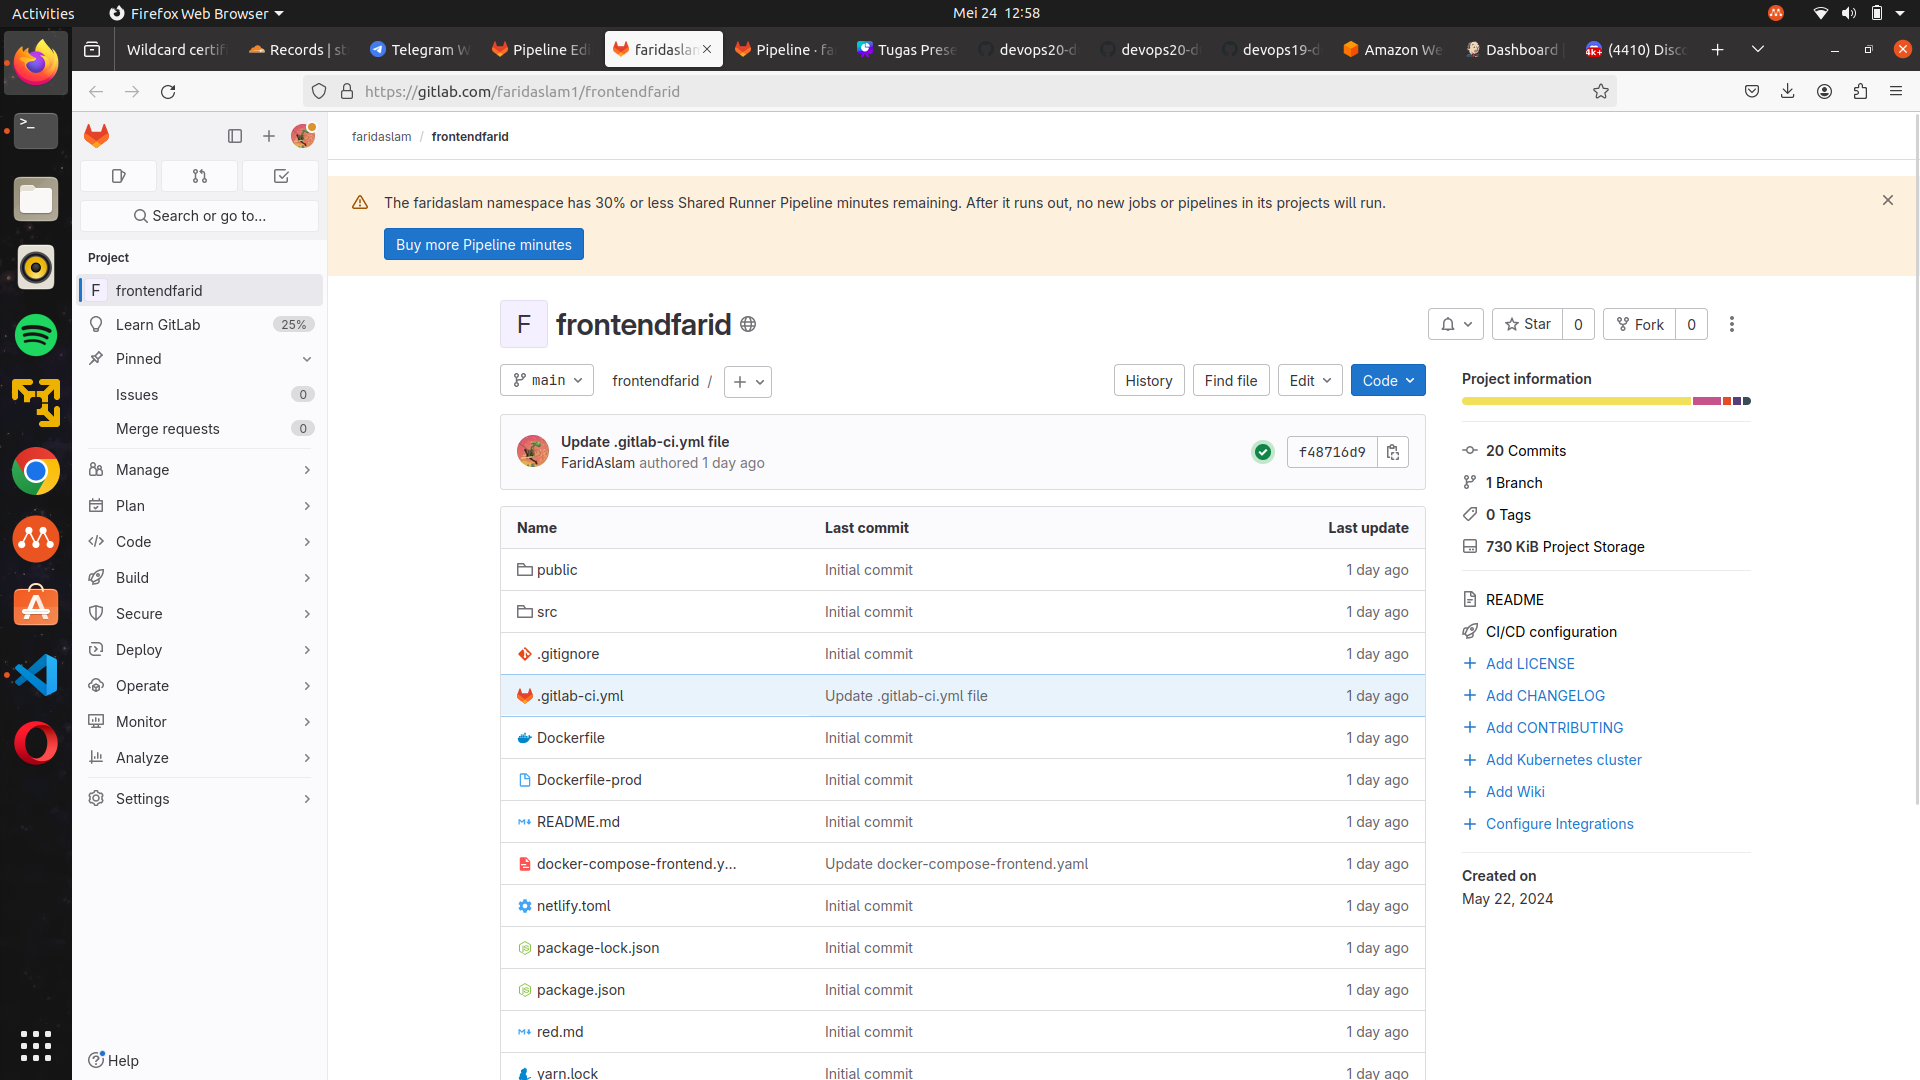 Activities
Firefox Web Browser
Mei 24 12:58
Wildcard certif
Records | st
Telegram W
Pipeline Edi
faridaslam
Pipeline · fa
Tugas Prese
devops20-d
devops20-d
devops19-d
Amazon We
Dashboard |
(4410) Disco
https://gitlab.com/faridaslam1/frontendfarid
faridaslam / frontendfarid
Search or go to...
The faridaslam namespace has 30% or less Shared Runner Pipeline minutes remaining. After it runs out, no new jobs or pipelines in its projects will run.
Buy more Pipeline minutes
Project
F frontendfarid
Learn GitLab 25%
Pinned
Issues 0
Merge requests 0
Manage
Plan
Code
Build
Secure
Deploy
Operate
Monitor
Analyze
Settings
Help
F frontendfarid
Star 0
Fork 0
main
frontendfarid /
History
Find file
Edit
Code
Update .gitlab-ci.yml file
FaridAslam authored 1 day ago
f48716d9
Name Last commit Last update
public Initial commit 1 day ago
src Initial commit 1 day ago
.gitignore Initial commit 1 day ago
.gitlab-ci.yml Update .gitlab-ci.yml file 1 day ago
Dockerfile Initial commit 1 day ago
Dockerfile-prod Initial commit 1 day ago
README.md Initial commit 1 day ago
docker-compose-frontend.y... Update docker-compose-frontend.yaml 1 day ago
netlify.toml Initial commit 1 day ago
package-lock.json Initial commit 1 day ago
package.json Initial commit 1 day ago
red.md Initial commit 1 day ago
yarn.lock Initial commit 1 day ago
Project information
20 Commits
1 Branch
0 Tags
730 KiB Project Storage
README
CI/CD configuration
Add LICENSE
Add CHANGELOG
Add CONTRIBUTING
Add Kubernetes cluster
Add Wiki
Configure Integrations
Created on
May 22, 2024